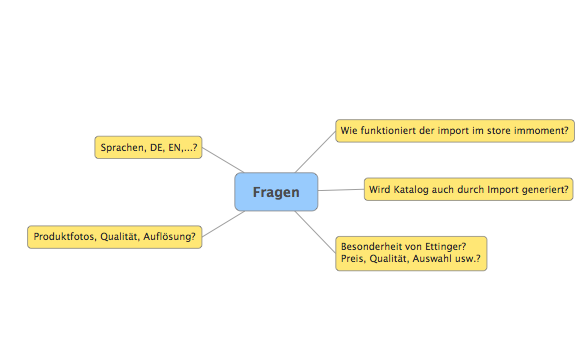 Wie funktioniert der import im store immoment?
Sprachen, DE, EN,...?
Fragen
Wird Katalog auch durch Import generiert?
Produktfotos, Qualität, Auflösung?
Besonderheit von Ettinger?
Preis, Qualität, Auswahl usw.?